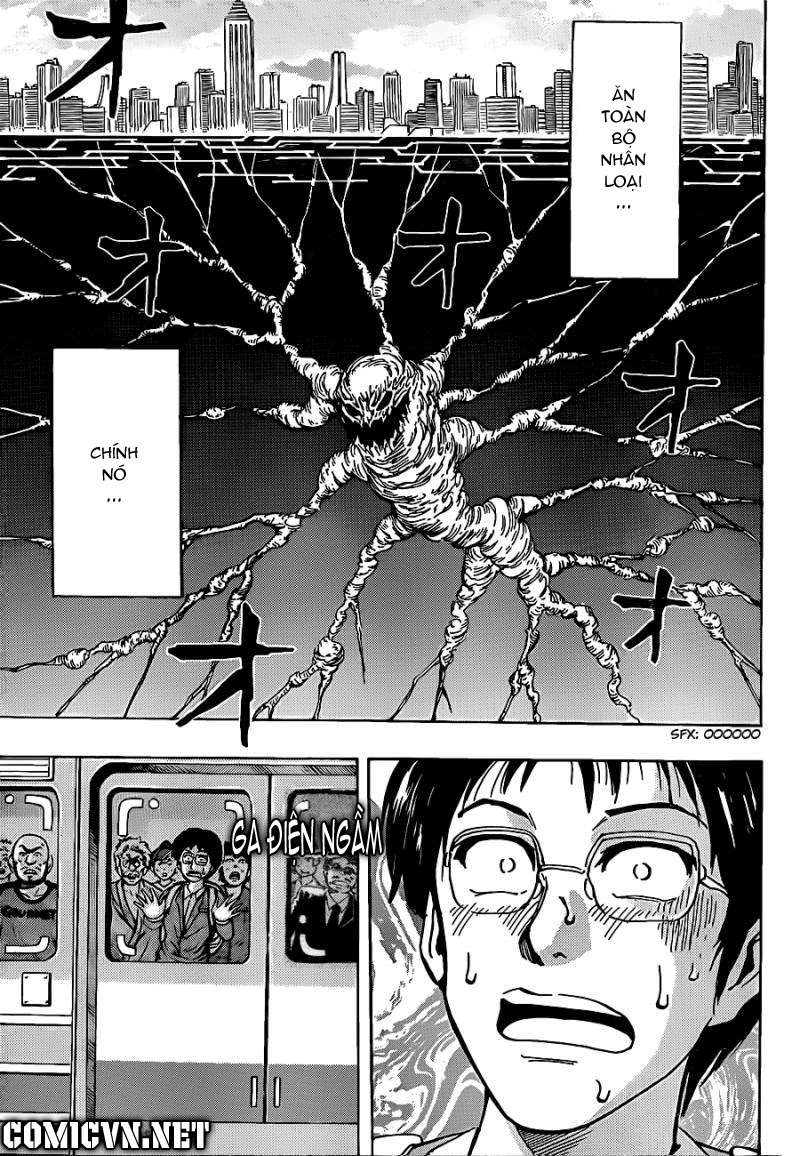 オ
オ
ĂN
TOÀN
BỘ
NHÂN
LOẠI
...
オ
オ
オ
CHÍNH
NÓ
...
オ
SFX: OOOOOO
GA ĐIỆN NGẦM
GOURMET
COMICVN.NET